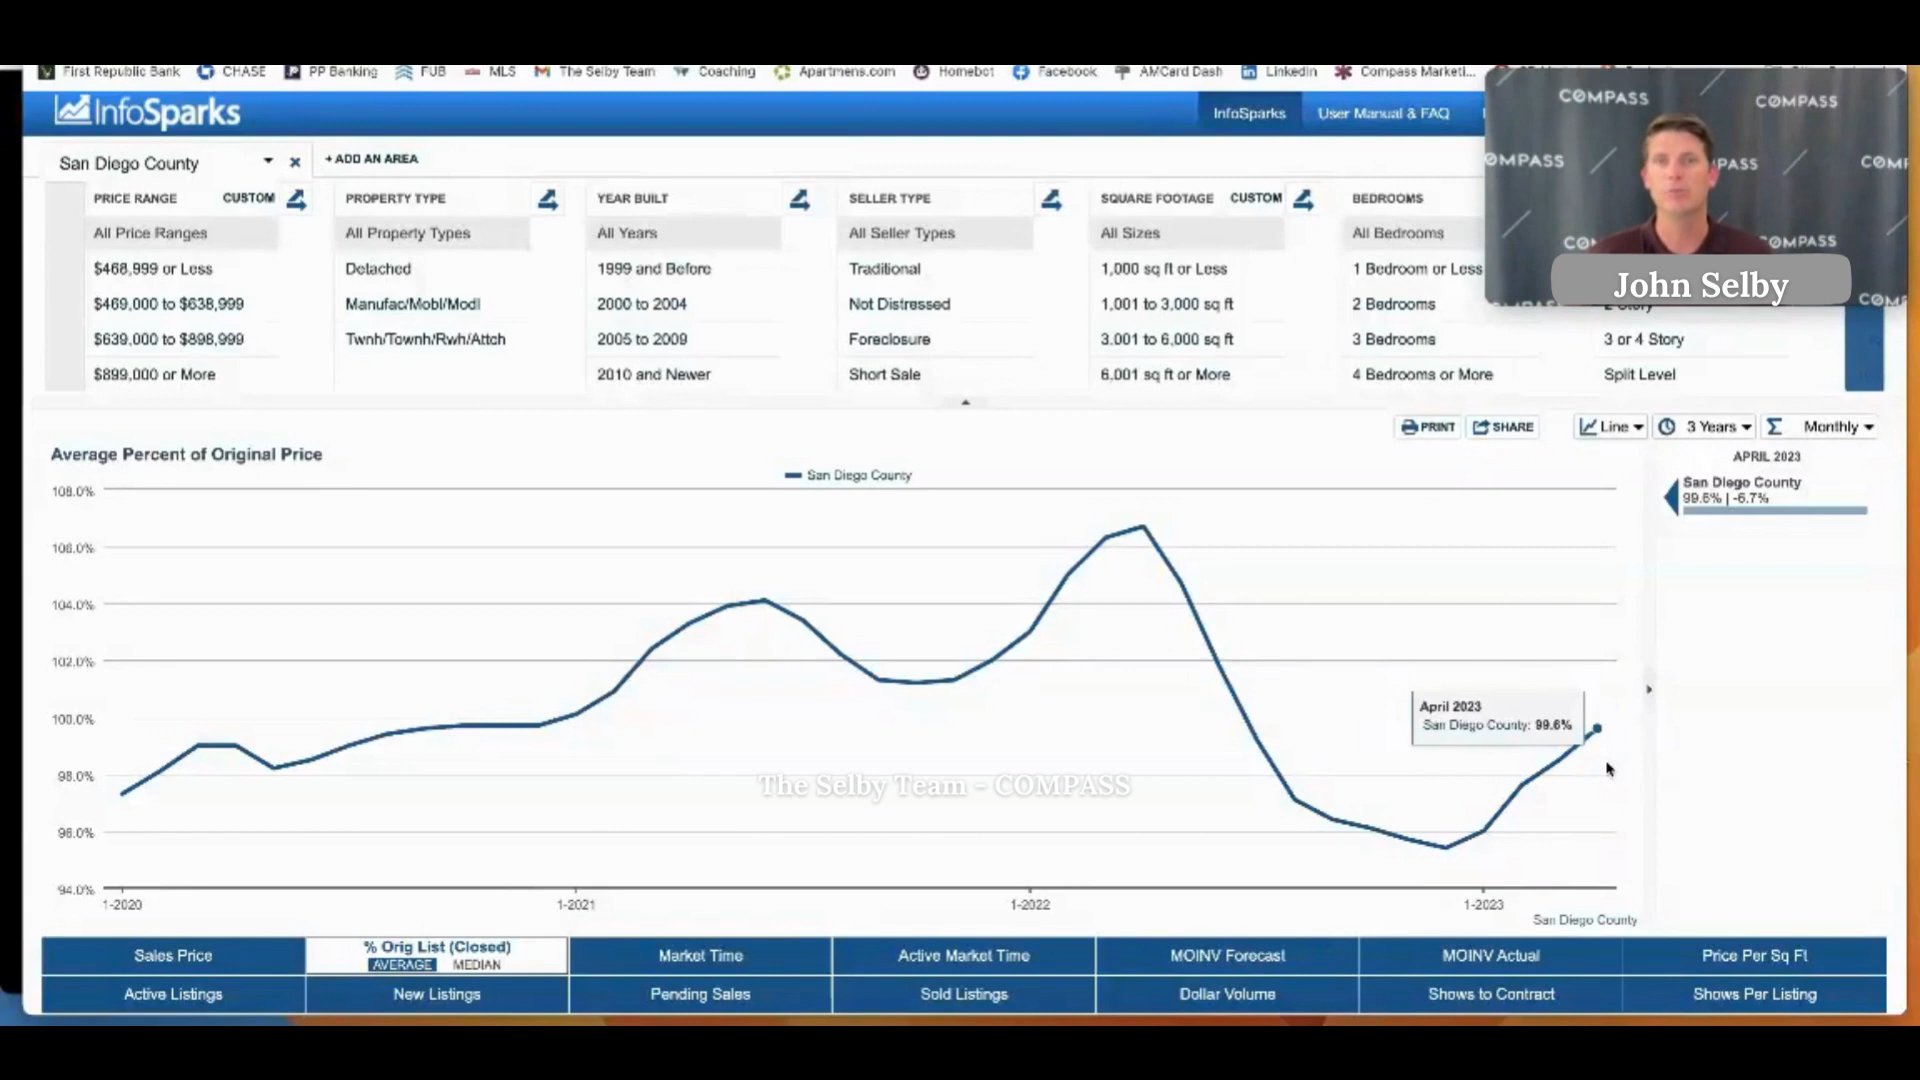 First Republic Bank CHASE PP Banking FUB MLS The Selby Team Coaching Apartmens.com Homebot Facebook AMCard Dash LinkedIn Compass Marketi...
InfoSparks
InfoSparks User Manual & FAQ
COMPASS COMPASS
OMPASS PASS COM
CO OMPASS
John Selby
San Diego County
+ ADD AN AREA
PRICE RANGE CUSTOM PROPERTY TYPE YEAR BUILT SELLER TYPE SQUARE FOOTAGE CUSTOM BEDROOMS
All Price Ranges All Property Types All Years All Seller Types All Sizes All Bedrooms
$468,999 or Less Detached 1999 and Before Traditional 1,000 sq ft or Less 1 Bedroom or Less
$469,000 to $638,999 Manufac/Mobl/Modl 2000 to 2004 Not Distressed 1,001 to 3,000 sq ft 2 Bedrooms 2 Story
$639,000 to $898,999 Twnh/Townh/Rwh/Attch 2005 to 2009 Foreclosure 3,001 to 6,000 sq ft 3 Bedrooms 3 or 4 Story
$899,000 or More 2010 and Newer Short Sale 6,001 sq ft or More 4 Bedrooms or More Split Level
PRINT SHARE Line 3 Years Monthly
Average Percent of Original Price
San Diego County
APRIL 2023
San Diego County
99.6% | -6.7%
108.0%
106.0%
104.0%
102.0%
100.0%
98.0%
96.0%
94.0%
April 2023
San Diego County: 99.6%
The Selby Team - COMPASS
1-2020 1-2021 1-2022 1-2023
San Diego County
Sales Price % Orig List (Closed) Market Time Active Market Time MOINV Forecast MOINV Actual Price Per Sq Ft
AVERAGE MEDIAN
Active Listings New Listings Pending Sales Sold Listings Dollar Volume Shows to Contract Shows Per Listing